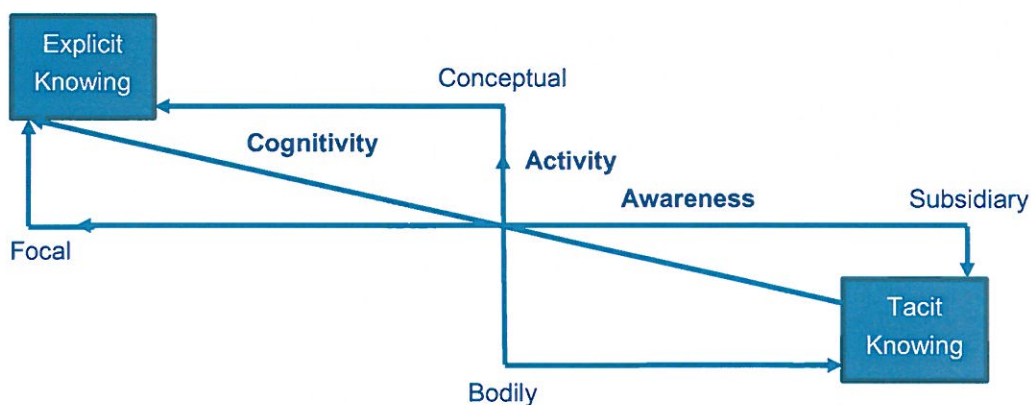 Explicit
Knowing
Conceptual
Cognitivity
Activity
Awareness
Subsidiary
Focal
Tacit
Knowing
Bodily